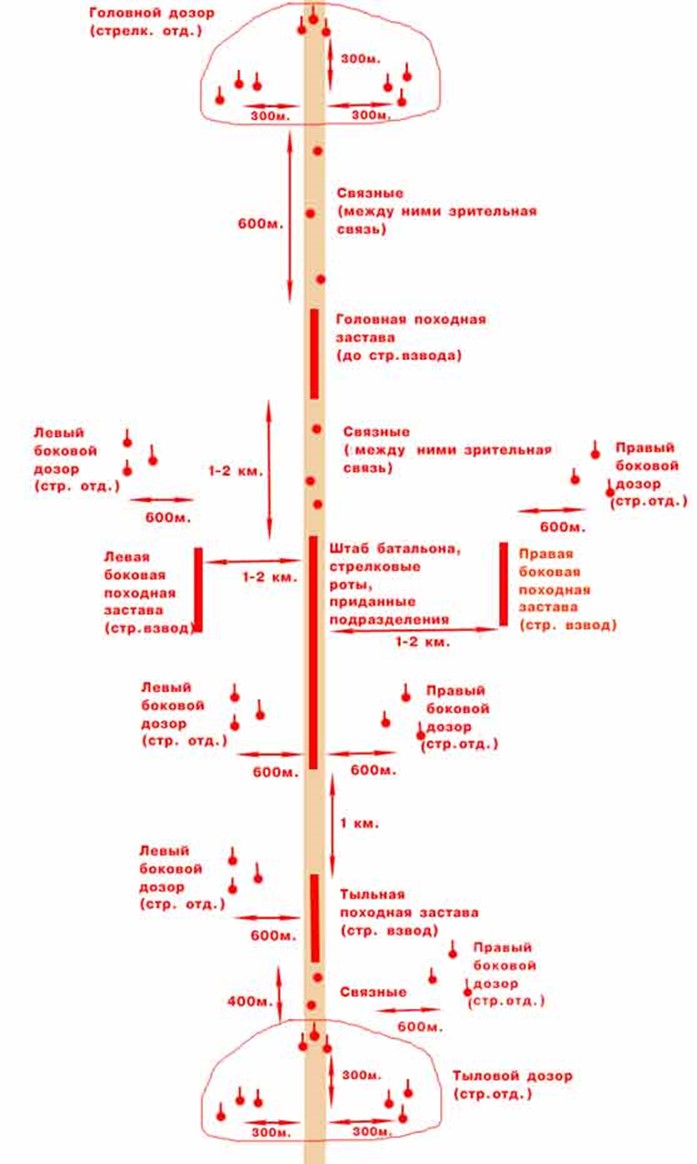 Головной дозор
(стрелк. отд.)
300м.
300м.
300м.
600м.
Связные
(между ними зрительная
связь)
Головная походная
застава
(до стр.взвода)
Левый
боковой
дозор
(стр. отд.)
600м.
1-2 км.
Связные
( между ними зрительная
связь)
Правый
боковой
дозор
(стр.отд.)
600м.
Левая
боковая
походная
застава
(стр.взвод)
1-2 км.
Штаб батальона,
стрелковые
роты,
приданные
подразделения
1-2 км.
Правая
боковая
походная
застава
(стр. взвод)
Левый
боковой
дозор
(стр. отд.)
600м.
Правый
боковой
дозор
(стр.отд.)
600м.
1 км.
Левый
боковой
дозор
(стр. отд.)
600м.
Тыльная
походная застава
(стр. взвод)
Правый
боковой
дозор
(стр.отд.)
600м.
400м.
Связные
300м.
300м.
300м.
Тыловой дозор
(стр.отд.)